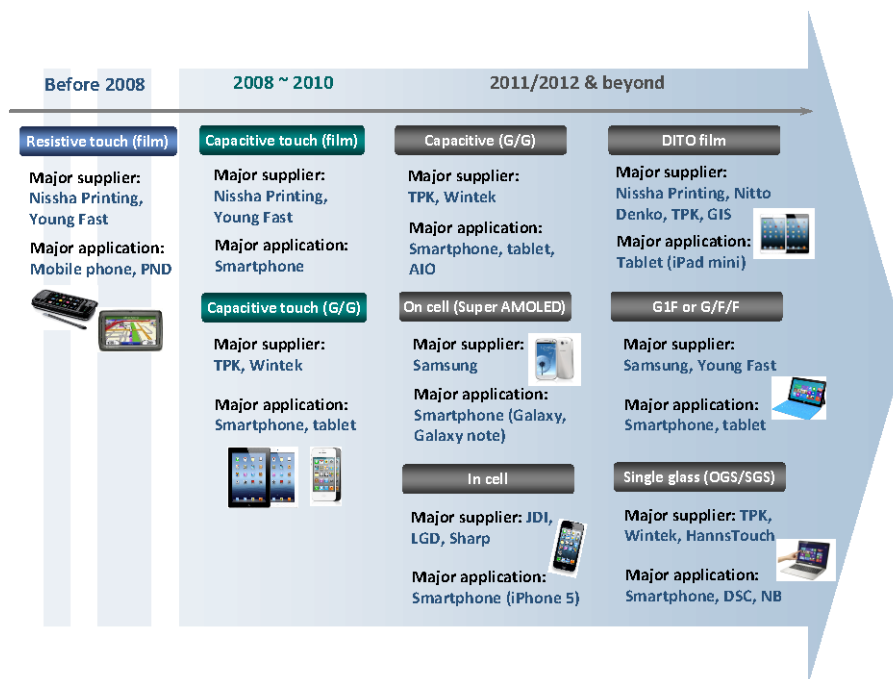 Before 2008
2008 ~ 2010
2011/2012 & beyond
Resistive touch (film)
Major supplier:
Nissha Printing,
Young Fast
Major application:
Mobile phone, PND
Capacitive touch (film)
Major supplier:
Nissha Printing,
Young Fast
Major application:
Smartphone
Capacitive touch (G/G)
Major supplier:
TPK, Wintek
Major application:
Smartphone, tablet
Capacitive (G/G)
Major supplier:
TPK, Wintek
Major application:
Smartphone, tablet,
AIO
On cell (Super AMOLED)
Major supplier:
Samsung
Major application:
Smartphone (Galaxy,
Galaxy note)
In cell
Major supplier: JDI,
LGD, Sharp
Major application:
Smartphone (iPhone 5)
DITO film
Major supplier:
Nissha Printing, Nitto
Denko, TPK, GIS
Major application:
Tablet (iPad mini)
G1F or G/F/F
Major supplier:
Samsung, Young Fast
Major application:
Smartphone, tablet
Single glass (OGS/SGS)
Major supplier: TPK,
Wintek, HannsTouch
Major application:
Smartphone, DSC, NB